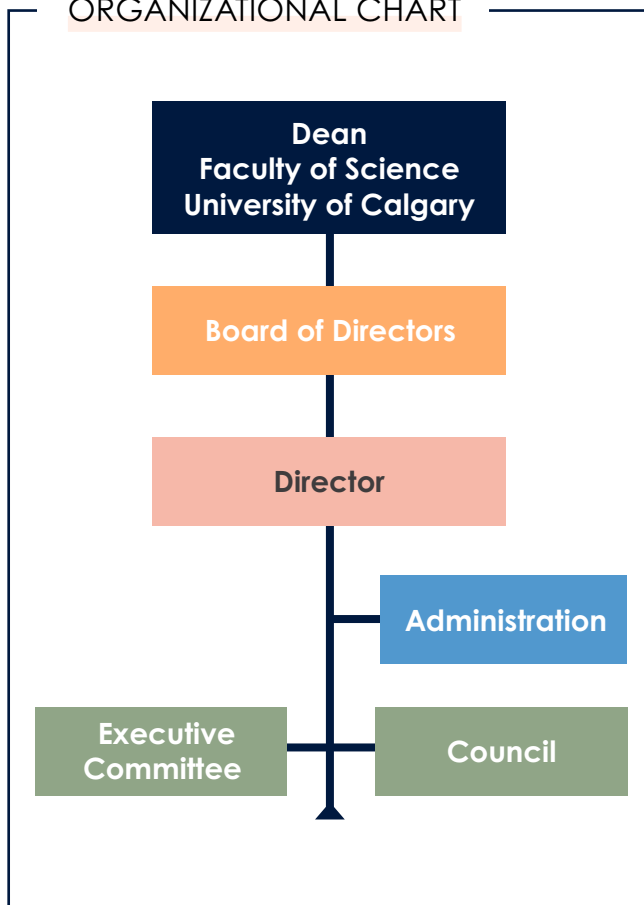 ORGANIZATIONAL CHART
Dean
Faculty of Science
University of Calgary
Board of Directors
Director
Administration
Executive
Committee
Council